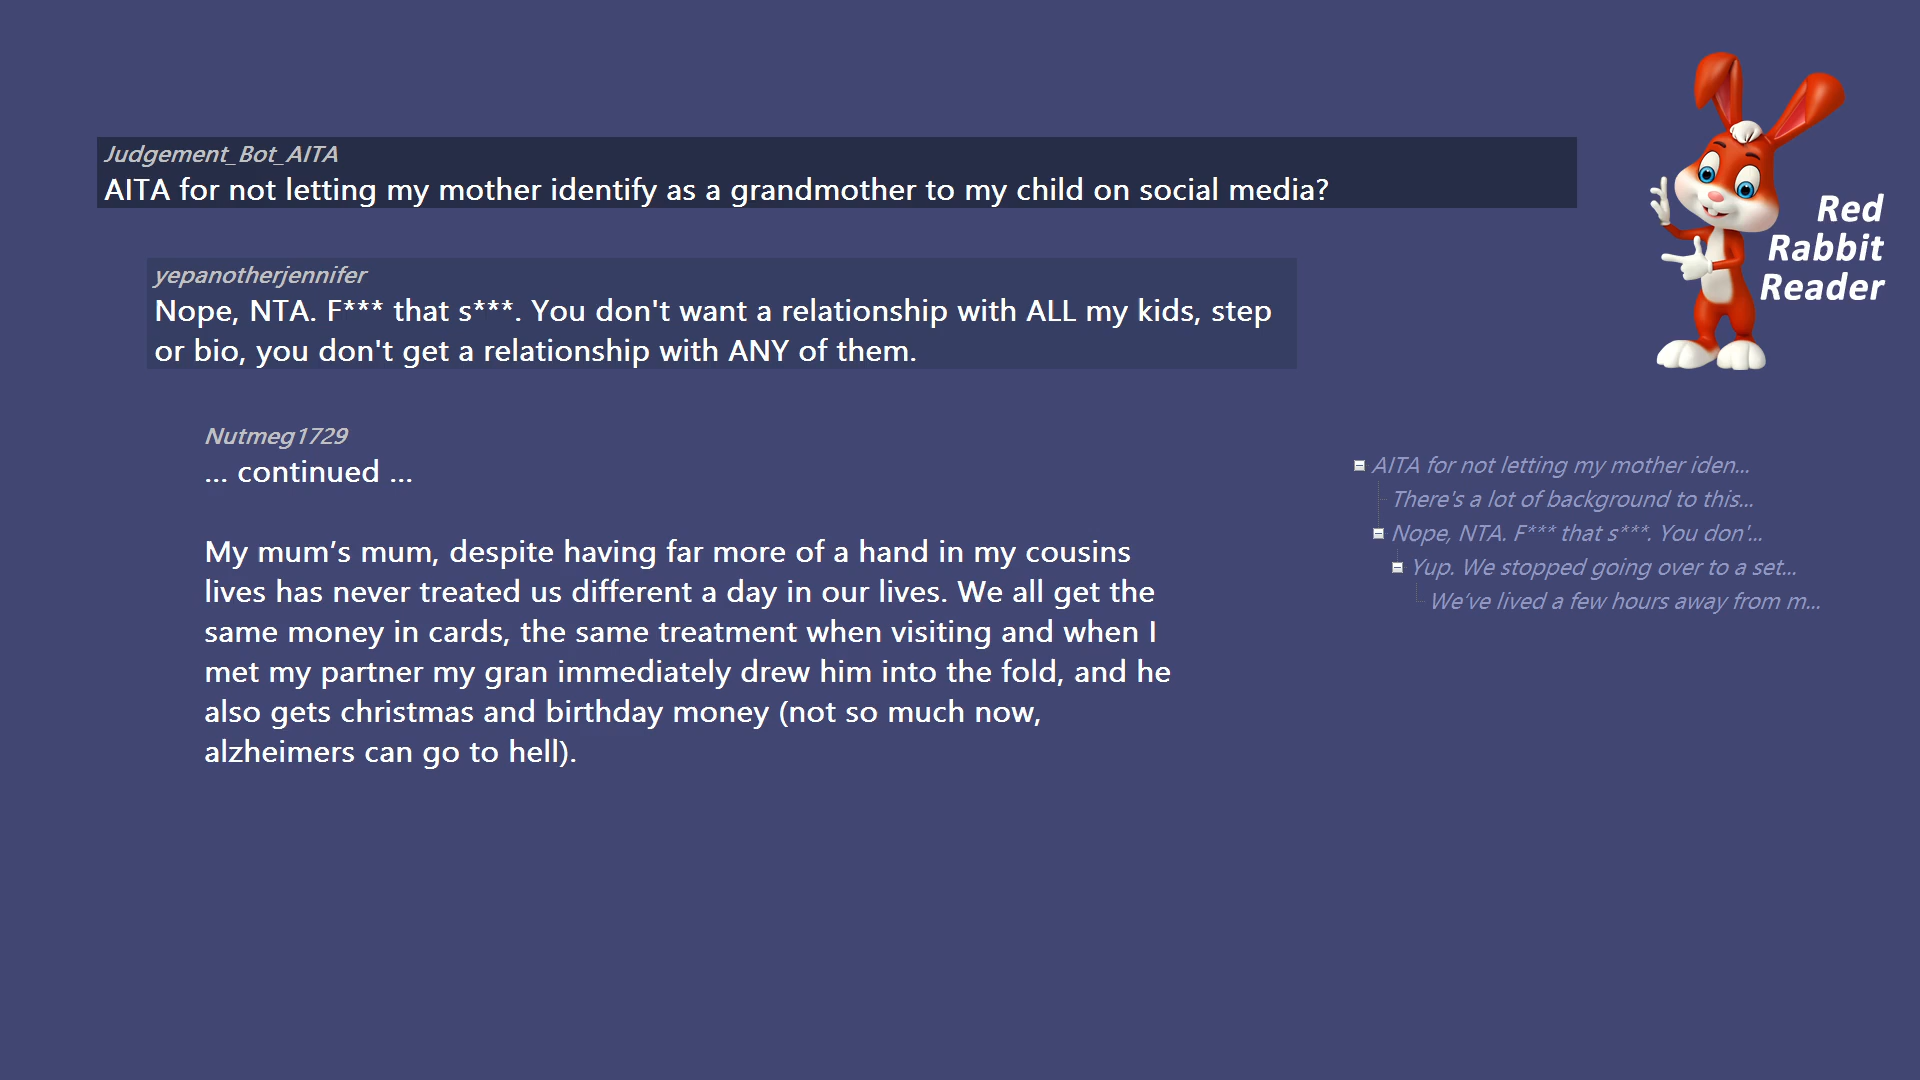 Judgement_Bot_AITA
AITA for not letting my mother identify as a grandmother to my child on social media?
yepanotherjennifer
Nope, NTA. F*** that s***. You don't want a relationship with ALL my kids, step
or bio, you don't get a relationship with ANY of them.
Nutmeg1729
... continued ...
My mum’s mum, despite having far more of a hand in my cousins
lives has never treated us different a day in our lives. We all get the
same money in cards, the same treatment when visiting and when I
met my partner my gran immediately drew him into the fold, and he
also gets christmas and birthday money (not so much now,
alzheimers can go to hell).
Red
Rabbit
Reader
AITA for not letting my mother iden...
There's a lot of background to this...
Nope, NTA. F*** that s***. You don'...
Yup. We stopped going over to a set...
We’ve lived a few hours away from m...